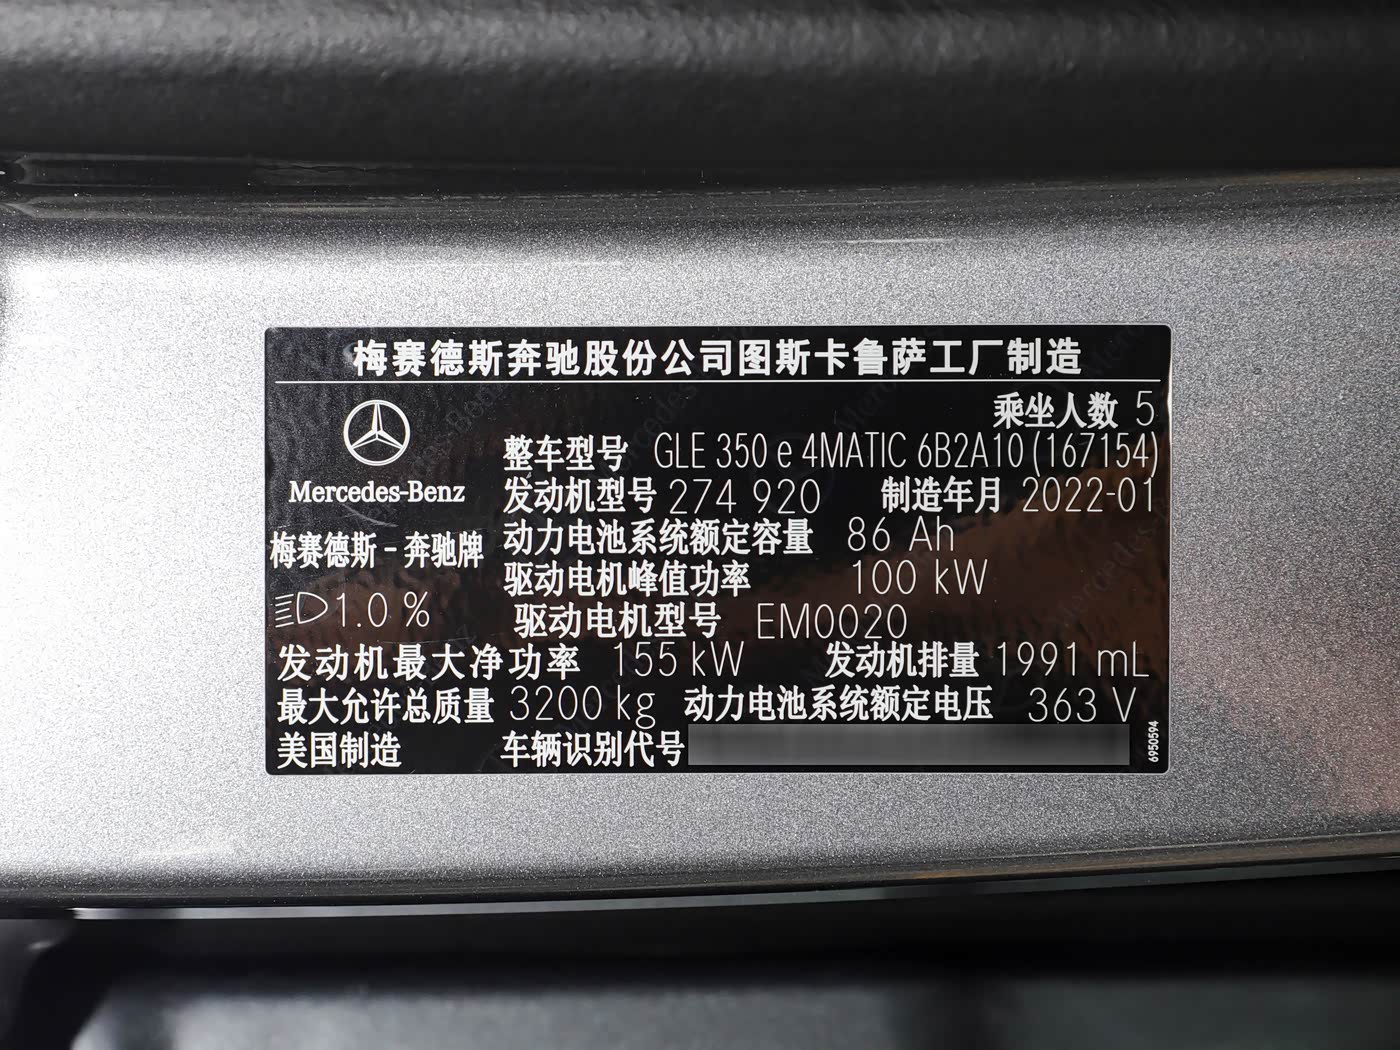 梅赛德斯奔驰股份公司图斯卡鲁萨工厂制造
乘坐人数 5
Mercedes-Benz
整车型号 GLE 350 e 4MATIC 6B2A10 (167154)
发动机型号 274 920 制造年月 2022-01
梅赛德斯-奔驰牌
动力电池系统额定容量 86 Ah
驱动电机峰值功率 100 kW
1.0 % 驱动电机型号 EM0020
发动机最大净功率 155 kW 发动机排量 1991 mL
最大允许总质量 3200 kg 动力电池系统额定电压 363 V
美国制造 车辆识别代号
6950594